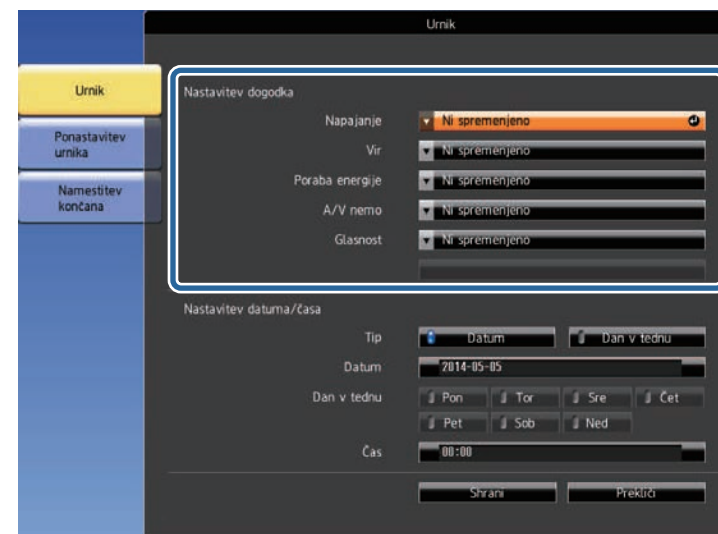 Urnik
Urnik
Ponastavitev
urnika
Namestitev
končana
Nastavitev dogodka
Napajanje Ni spremenjeno
Vir Ni spremenjeno
Poraba energije Ni spremenjeno
A/V nemo Ni spremenjeno
Glasnost Ni spremenjeno
Nastavitev datuma/časa
Tip Datum Dan v tednu
Datum 2014-05-05
Dan v tednu Pon Tor Sre Čet
Pet Sob Ned
Čas 00:00
Shrani Prekliči